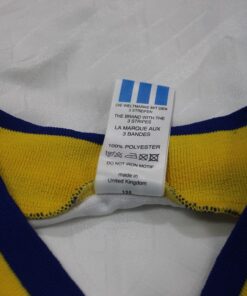 DIE WELTMARKE MIT DEN
3 STREIFEN
THE BRAND WITH THE
3 STRIPES
LA MARQUE AUX
3 BANDES
100% POLYESTER
DO NOT IRON MOTIF
made in
United Kingdom